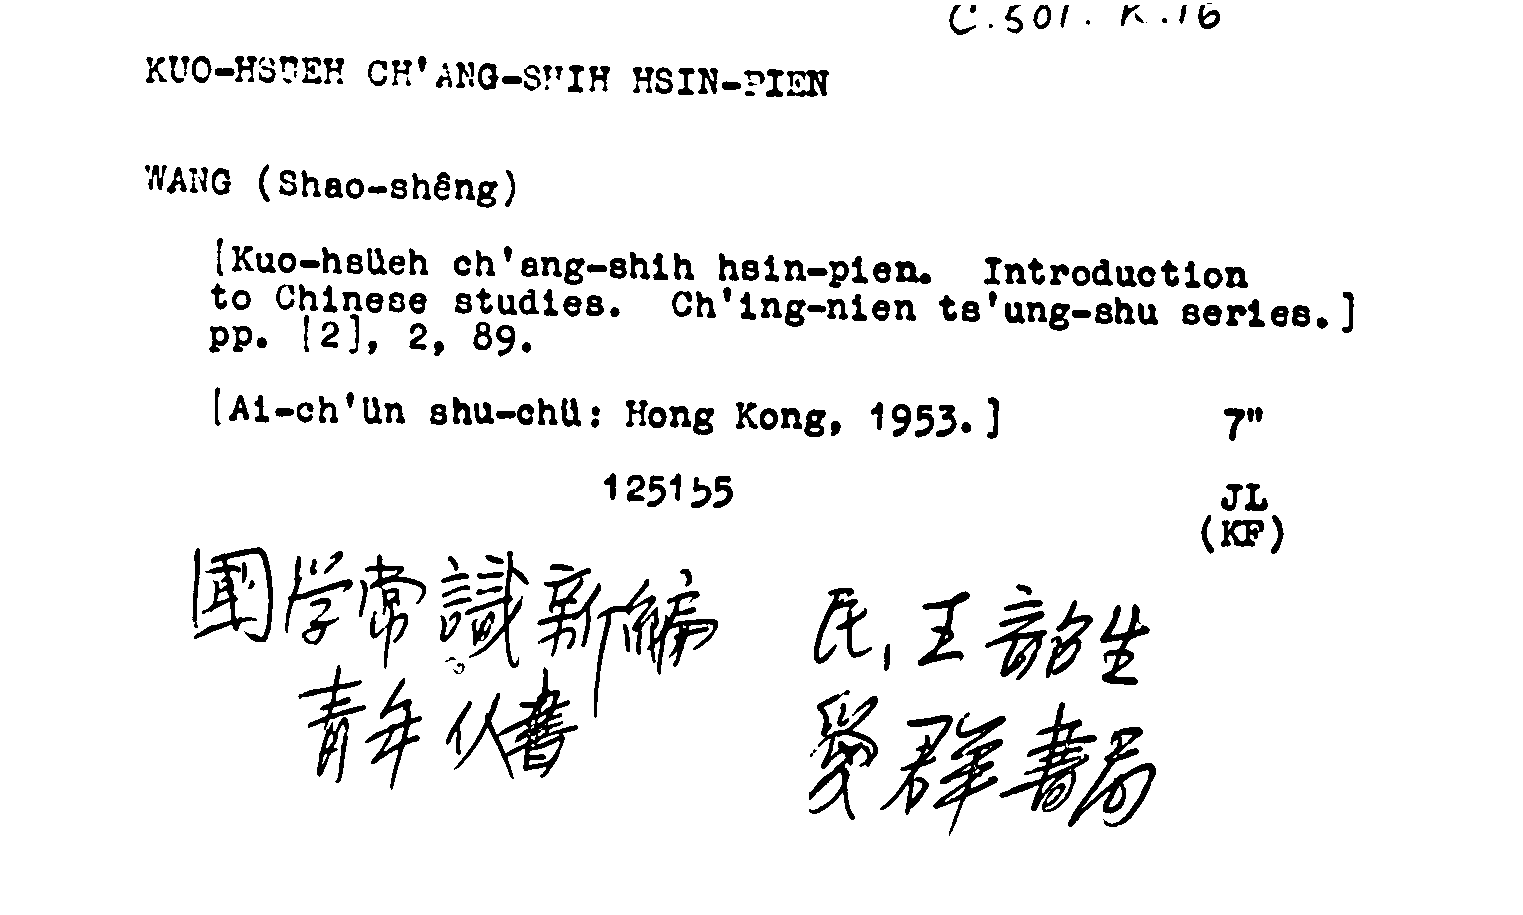 C.501. K.16
KUO-HSÜEH CH'ANG-SHIH HSIN-PIEN
WANG (Shao-shêng)
[Kuo-hsüeh ch'ang-shih hsin-pien. Introduction
to Chinese studies. Ch'ing-nien ts'ung-shu series.]
pp. [2], 2, 89.
[Ai-ch'ün shu-chü: Hong Kong, 1953.] 7"
125155 JL
(KF)
國学常識新編 民, 王韶生
青年从書 愛群書局